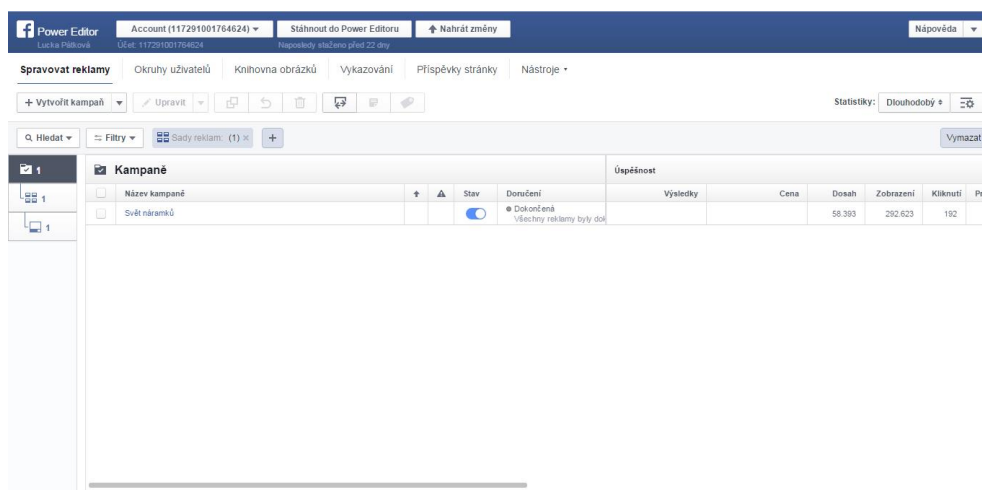 Power Editor
Account (117291001764624)
Stáhnout do Power Editoru
Nahrát změny
Nápověda
Lucka Pátková
Účet: 117291001764624
Naposledy staženo před 22 dny
Spravovat reklamy
Okruhy uživatelů
Knihovna obrázků
Vykazování
Příspěvky stránky
Nástroje
+ Vytvořit kampaň
Upravit
Statistiky:
Dlouhodobý
Hledat
Filtry
Sady reklam: (1) ×
+
Vymazat
1
Kampaně
Úspěšnost
1
Název kampaně
Stav
Doručení
Výsledky
Cena
Dosah
Zobrazení
Kliknutí
Pr
1
Svět náramků
Dokončená
Všechny reklamy byly dok
58.393
292.623
192